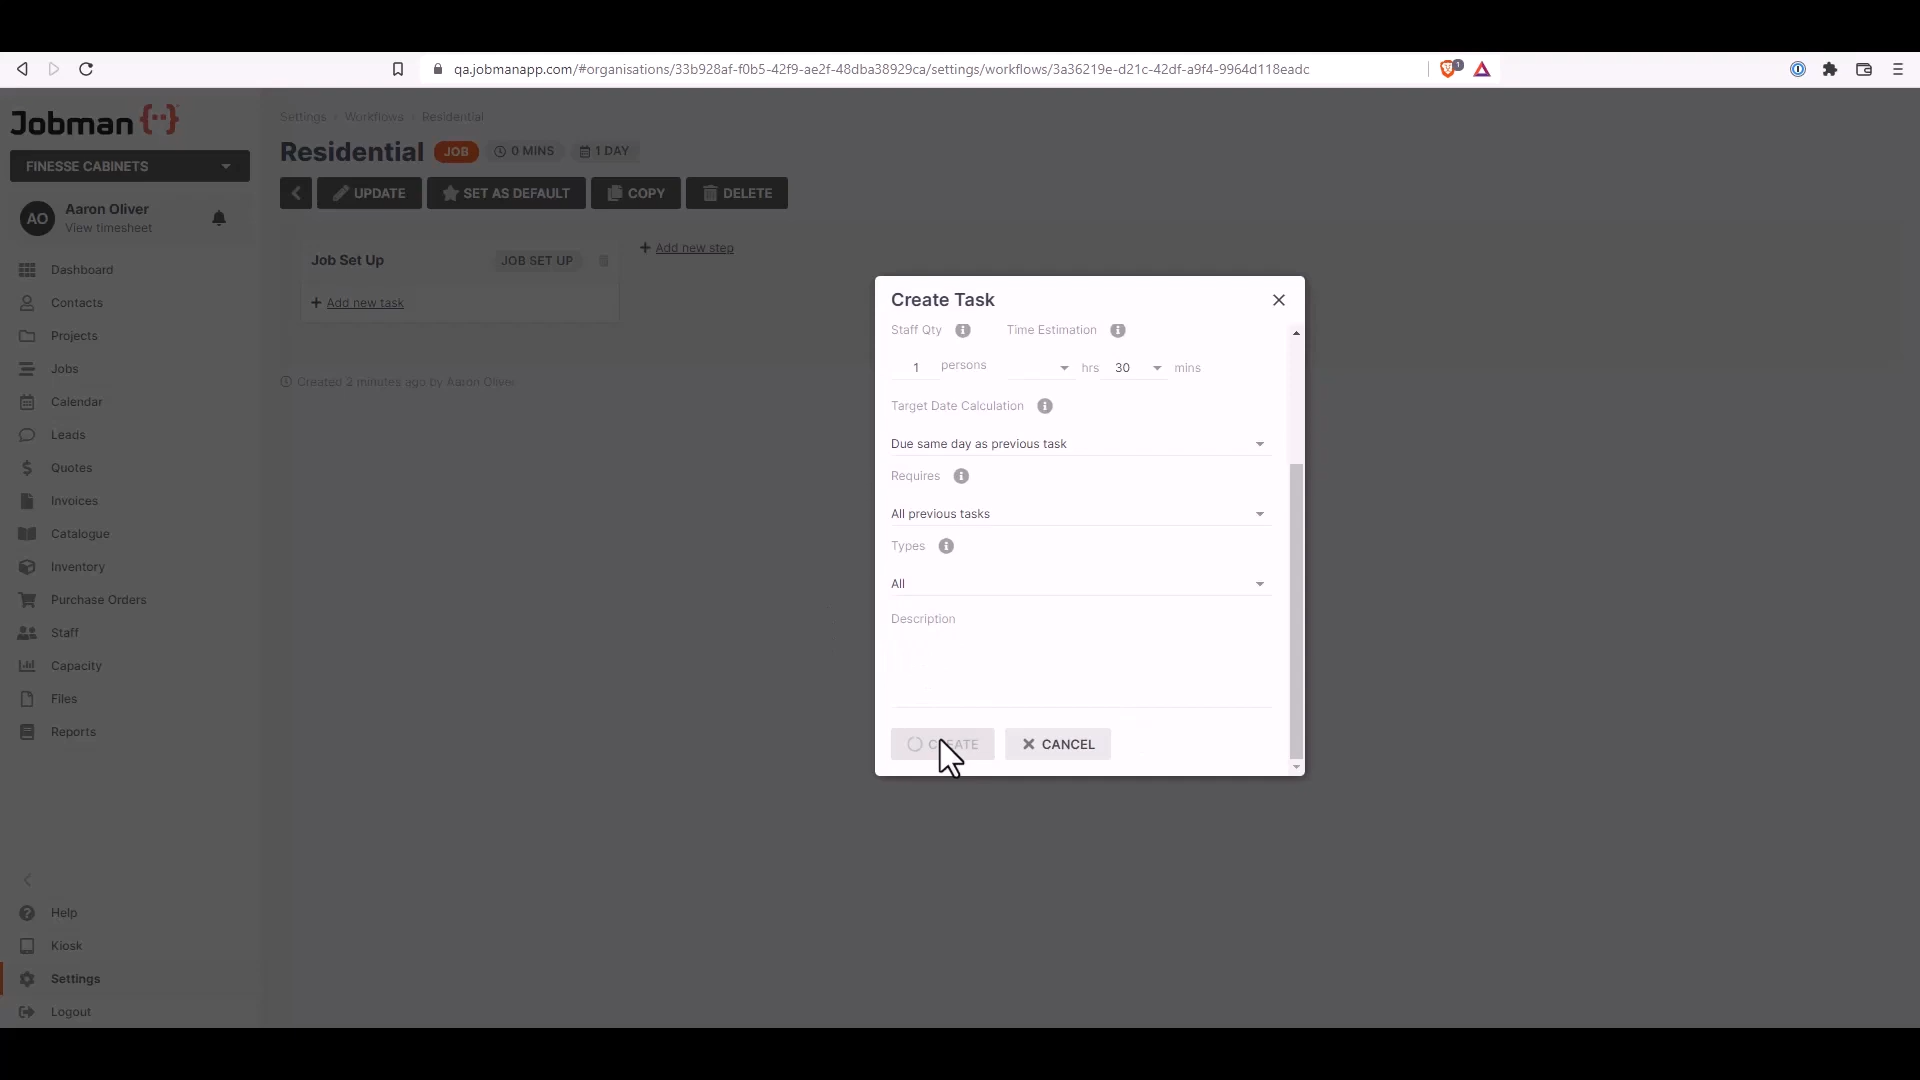 qa.jobmanapp.com/#organisations/33b928af-f0b5-42f9-ae2f-48dba38929ca/settings/workflows/3a36219e-d21c-42df-a9f4-9964d118eadc
1
Jobman {··}
FINESSE CABINETS
AO
Aaron Oliver
View timesheet
Dashboard
Contacts
Projects
Jobs
Calendar
Leads
Quotes
Invoices
Catalogue
Inventory
Purchase Orders
Staff
Capacity
Files
Reports
Help
Kiosk
Settings
Logout
Settings Workflows Residential
Residential JOB 0 MINS 1 DAY
UPDATE SET AS DEFAULT COPY DELETE
Job Set Up JOB SET UP
+ Add new task
+ Add new step
Created 2 minutes ago by Aaron Oliver
Create Task
Staff Qty Time Estimation
1 persons hrs 30 mins
Target Date Calculation
Due same day as previous task
Requires
All previous tasks
Types
All
Description
CREATE CANCEL